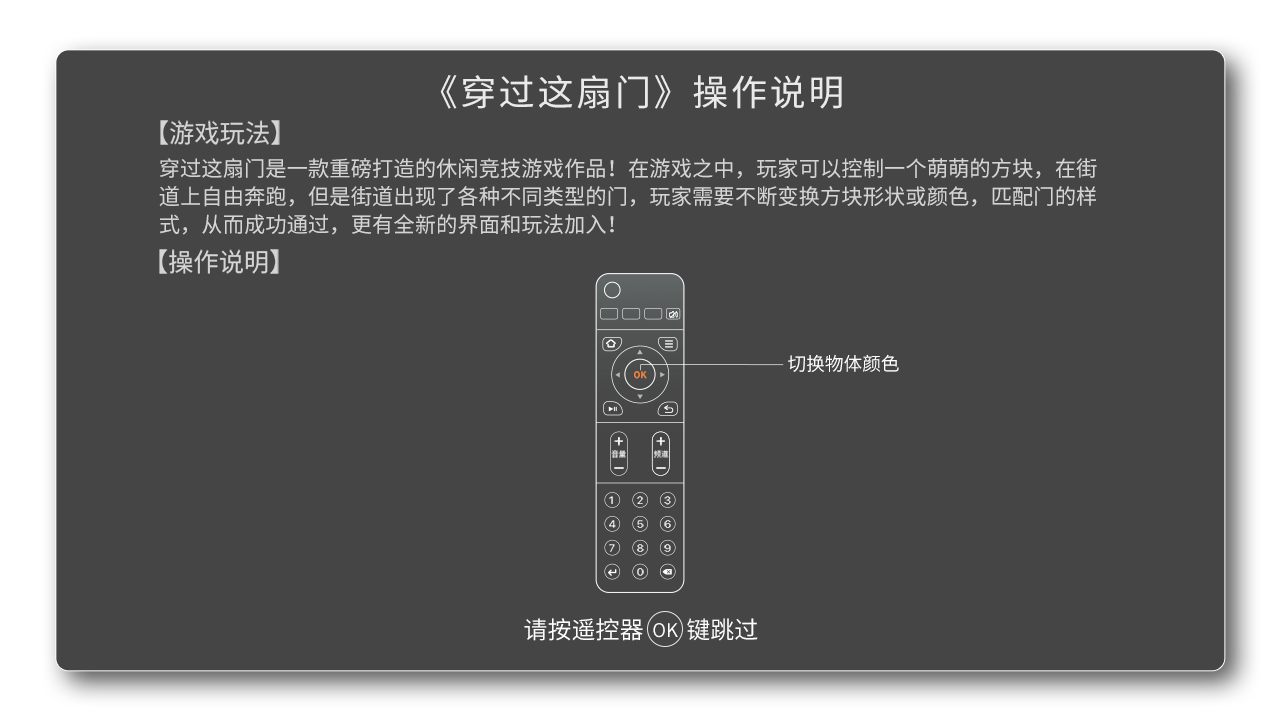 《穿过这扇门》操作说明
【游戏玩法】
穿过这扇门是一款重磅打造的休闲竞技游戏作品！在游戏之中，玩家可以控制一个萌萌的方块，在街
道上自由奔跑，但是街道出现了各种不同类型的门，玩家需要不断变换方块形状或颜色，匹配门的样
式，从而成功通过，更有全新的界面和玩法加入！
【操作说明】
切换物体颜色
OK
音量
频道
1 2 3
4 5 6
7 8 9
0
请按遥控器OK键跳过